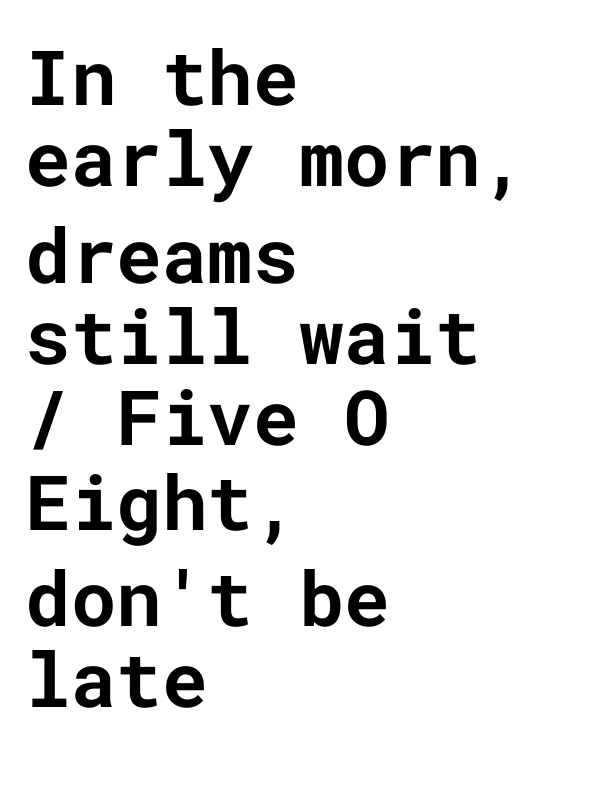 In the
early morn,
dreams
still wait
/ Five O
Eight,
don't be
late